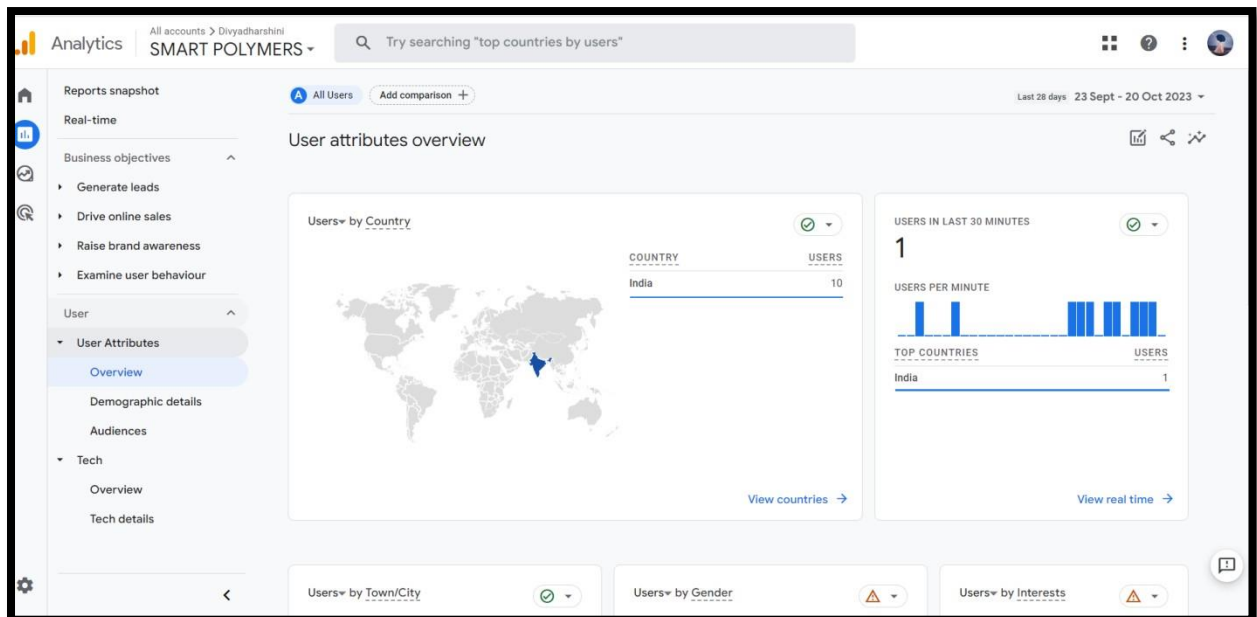 Analytics
All accounts > Divyadharshini
SMART POLYMERS
Try searching "top countries by users"
Reports snapshot
Real-time
Business objectives
Generate leads
Drive online sales
Raise brand awareness
Examine user behaviour
User
User Attributes
Overview
Demographic details
Audiences
Tech
Overview
Tech details
A All Users
Add comparison +
Last 28 days 23 Sept - 20 Oct 2023
User attributes overview
Users by Country
COUNTRY USERS
India 10
View countries →
USERS IN LAST 30 MINUTES
1
USERS PER MINUTE
TOP COUNTRIES USERS
India 1
View real time →
Users by Town/City
Users by Gender
Users by Interests